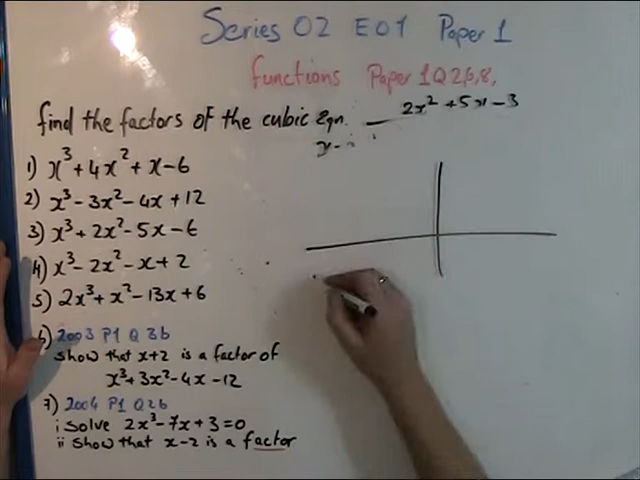 Series 02 E01 Paper 1
functions Paper 1 Q 2b,8,
find the factors of the cubic Eqn.
2x² + 5x - 3
1) x³ + 4x² + x - 6
2) x³ - 3x² - 4x + 12
3) x³ + 2x² - 5x - 6
4) x³ - 2x² - x + 2
5) 2x³ + x² - 13x + 6
6) 2003 P1 Q 3b
show that x+2 is a factor of
x³ + 3x² - 4x - 12
7) 2004 P1 Q2b
i solve 2x³ - 7x + 3 = 0
ii show that x - 2 is a factor